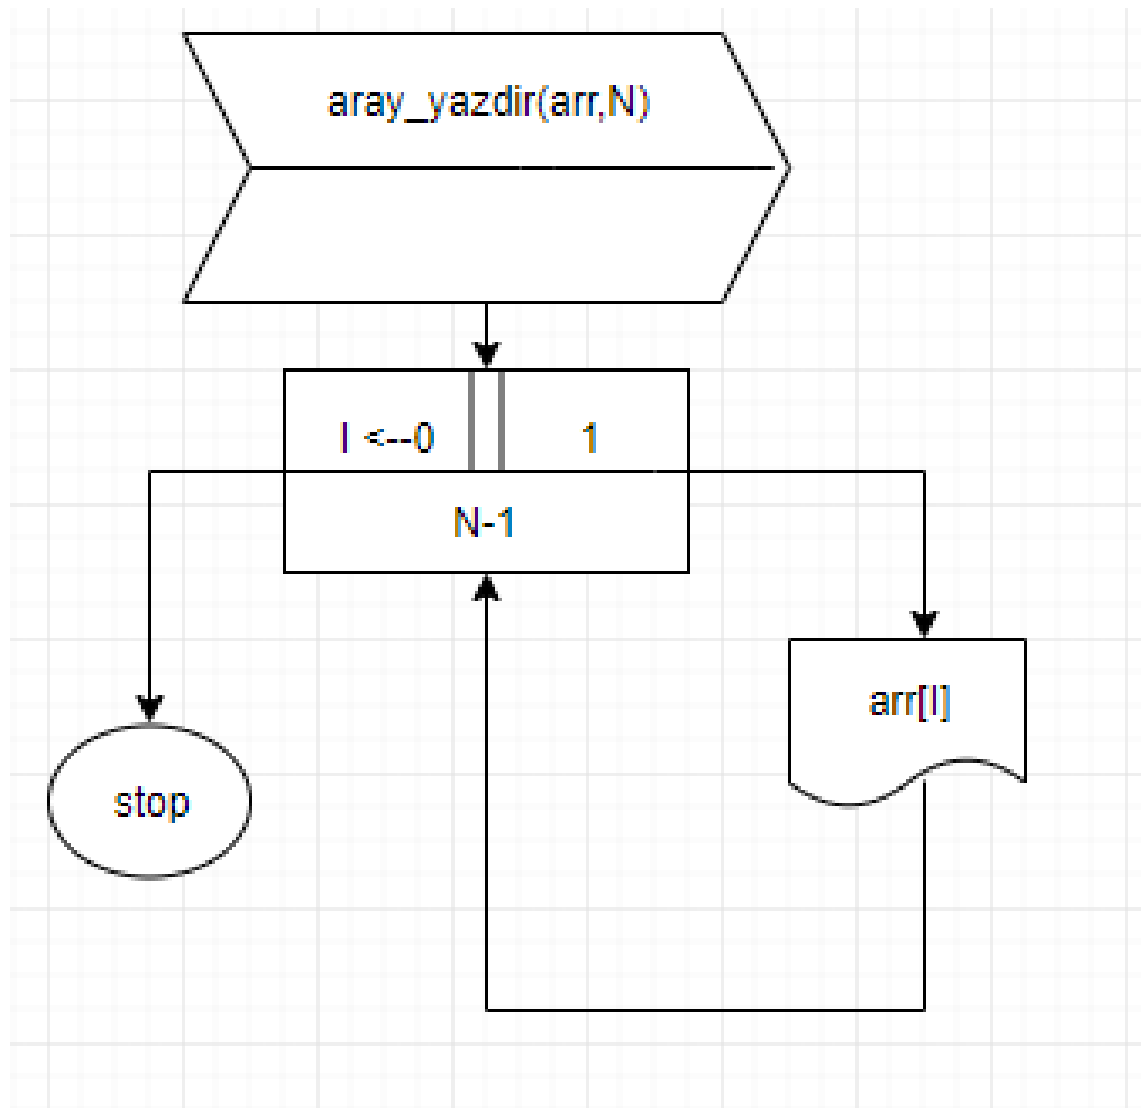 aray_yazdir(arr,N)
I <--0
1
N-1
arr[I]
stop